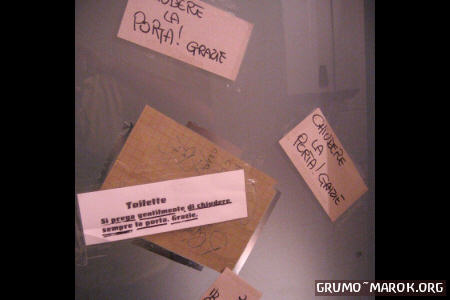 CHIUDERE
LA
PORTA! GRAZIE
CHIUDERE
LA
PORTA! GRAZIE
Toilette
Si prega gentilmente di chiudere
sempre la porta. Grazie.
GRUMO~MAROK.ORG